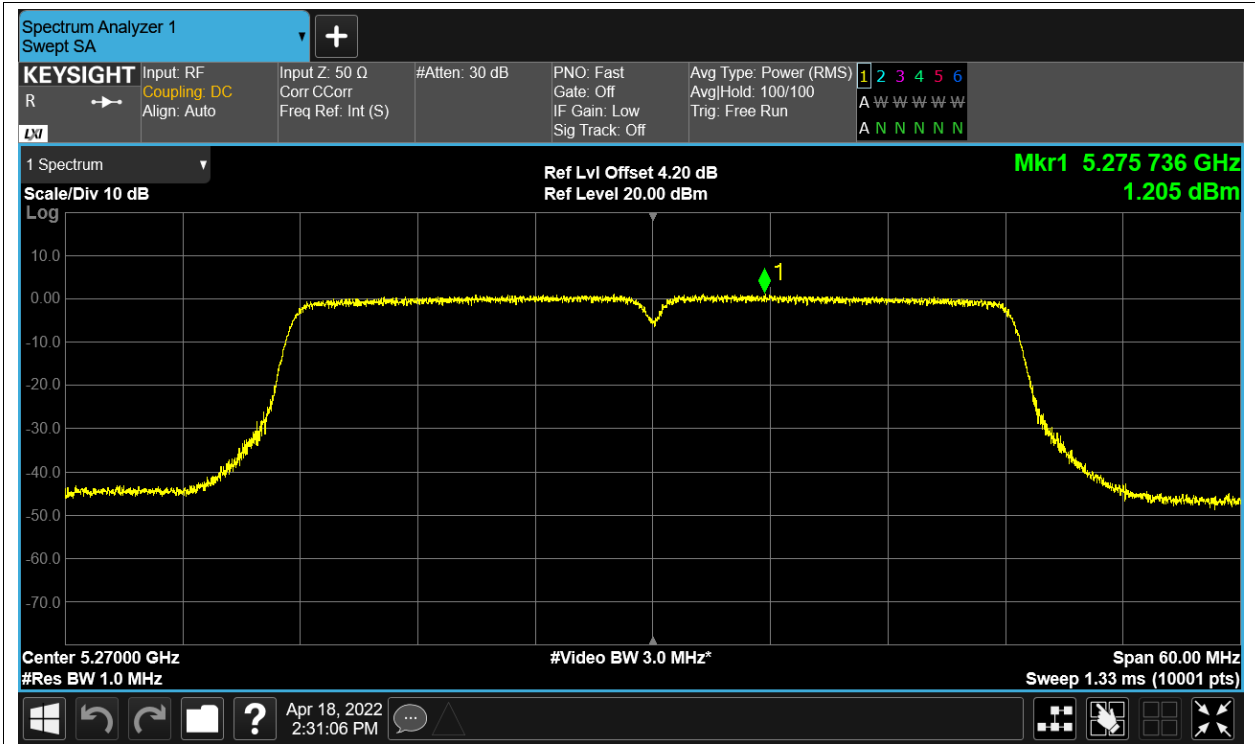 Spectrum Analyzer 1
Swept SA
KEYSIGHT
R
LXI
Input: RF
Coupling: DC
Align: Auto
Input Z: 50 Ω
Corr CCorr
Freq Ref: Int (S)
#Atten: 30 dB
PNO: Fast
Gate: Off
IF Gain: Low
Sig Track: Off
Avg Type: Power (RMS)
Avg|Hold: 100/100
Trig: Free Run
1 2 3 4 5 6
A W W W W W
A N N N N N
1 Spectrum
Scale/Div 10 dB
Log
Ref Lvl Offset 4.20 dB
Ref Level 20.00 dBm
Mkr1 5.275 736 GHz
1.205 dBm
1
10.0
0.00
-10.0
-20.0
-30.0
-40.0
-50.0
-60.0
-70.0
Center 5.27000 GHz
#Res BW 1.0 MHz
#Video BW 3.0 MHz*
Span 60.00 MHz
Sweep 1.33 ms (10001 pts)
?
Apr 18, 2022
2:31:06 PM